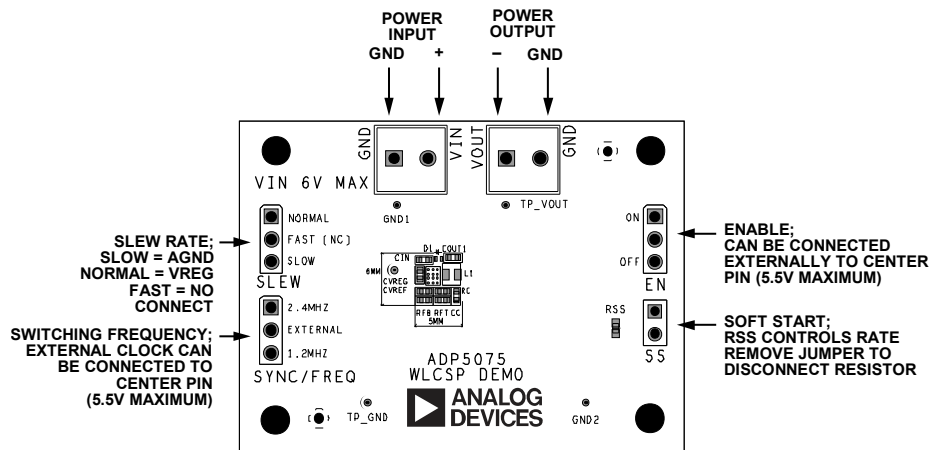 POWER
INPUT
POWER
OUTPUT
GND +
− GND
GND
VIN
VOUT
GND
VIN 6V MAX
GND1
TP_VOUT
SLEW RATE;
SLOW = AGND
NORMAL = VREG
FAST = NO
CONNECT
NORMAL
FAST (NC)
SLOW
SLEW
SWITCHING FREQUENCY;
EXTERNAL CLOCK CAN
BE CONNECTED TO
CENTER PIN
(5.5V MAXIMUM)
2.4MHZ
EXTERNAL
1.2MHZ
SYNC/FREQ
D1
COUT1
CIN
6MM
L1
CVREG
CVREF
RC
RFB RFT CC
5MM
ON
OFF
EN
ENABLE;
CAN BE CONNECTED
EXTERNALLY TO CENTER
PIN (5.5V MAXIMUM)
RSS
SS
SOFT START;
RSS CONTROLS RATE
REMOVE JUMPER TO
DISCONNECT RESISTOR
ADP5075
WLCSP DEMO
ANALOG
DEVICES
TP_GND
GND2